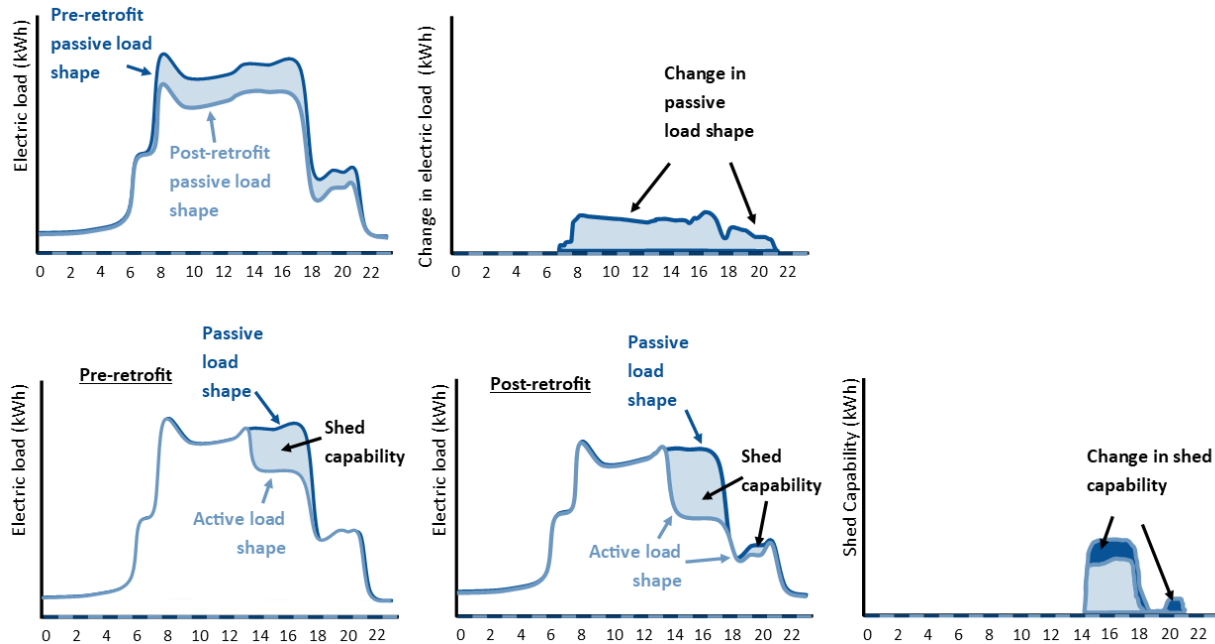 Pre-retrofit
passive load
shape
Electric load (kWh)
Post-retrofit
passive load
shape
0 2 4 6 8 10 12 14 16 18 20 22
Change in electric load (kWh)
Change in
passive
load shape
0 2 4 6 8 10 12 14 16 18 20 22
Pre-retrofit
Passive
load
shape
Electric load (kWh)
Shed
capability
Active load
shape
0 2 4 6 8 10 12 14 16 18 20 22
Post-retrofit
Passive
load
shape
Electric load (kWh)
Shed
capability
Active load
shape
0 2 4 6 8 10 12 14 16 18 20 22
Shed Capability (kWh)
Change in shed
capability
0 2 4 6 8 10 12 14 16 18 20 22